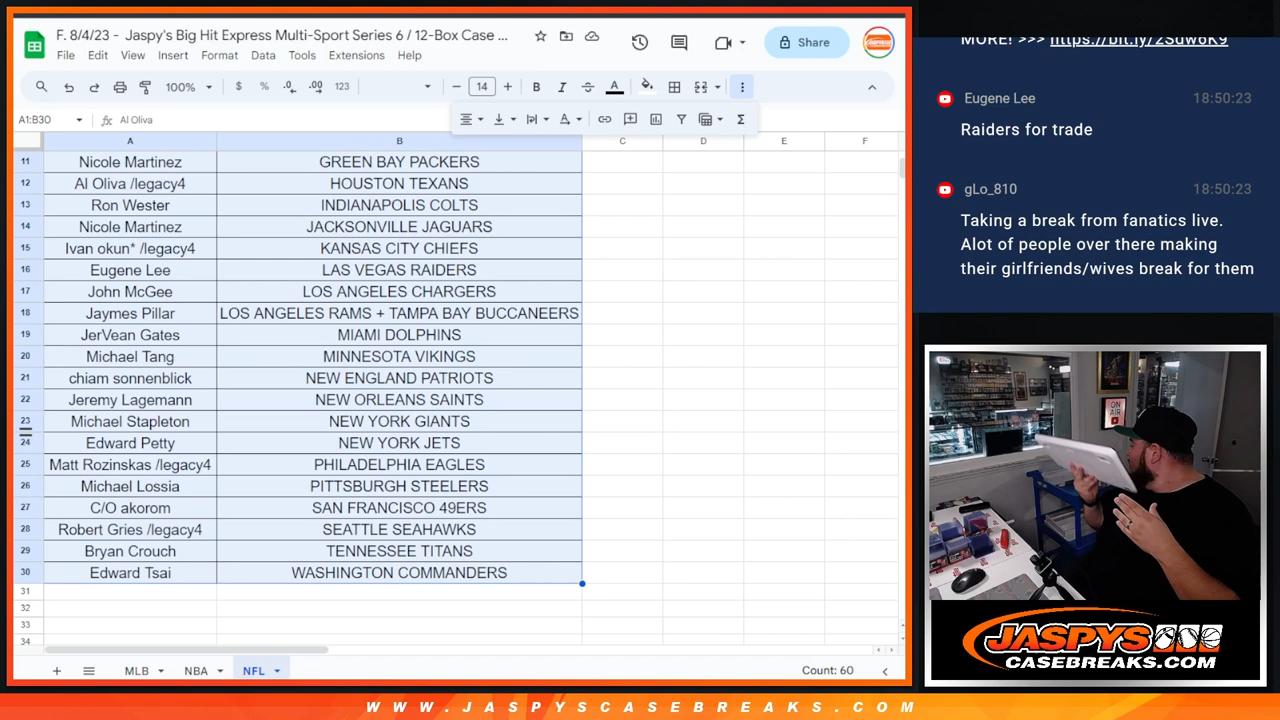 F. 8/4/23 - Jaspy's Big Hit Express Multi-Sport Series 6 / 12-Box Case ...
File Edit View Insert Format Data Tools Extensions Help
Share
100% $ % .0 .00 123 14 B I S A
A1:B30 fx Al Oliva
A B C D E F
11 Nicole Martinez GREEN BAY PACKERS
12 Al Oliva /legacy4 HOUSTON TEXANS
13 Ron Wester INDIANAPOLIS COLTS
14 Nicole Martinez JACKSONVILLE JAGUARS
15 Ivan okun* /legacy4 KANSAS CITY CHIEFS
16 Eugene Lee LAS VEGAS RAIDERS
17 John McGee LOS ANGELES CHARGERS
18 Jaymes Pillar LOS ANGELES RAMS + TAMPA BAY BUCCANEERS
19 JerVean Gates MIAMI DOLPHINS
20 Michael Tang MINNESOTA VIKINGS
21 chiam sonnenblick NEW ENGLAND PATRIOTS
22 Jeremy Lagemann NEW ORLEANS SAINTS
23 Michael Stapleton NEW YORK GIANTS
24 Edward Petty NEW YORK JETS
25 Matt Rozinskas /legacy4 PHILADELPHIA EAGLES
26 Michael Lossia PITTSBURGH STEELERS
27 C/O akorom SAN FRANCISCO 49ERS
28 Robert Gries /legacy4 SEATTLE SEAHAWKS
29 Bryan Crouch TENNESSEE TITANS
30 Edward Tsai WASHINGTON COMMANDERS
31
32
33
34
MLB NBA NFL Count: 60
MORE! >>> https://bit.ly/2Sdw6K9
Eugene Lee 18:50:23
Raiders for trade
gLo_810 18:50:23
Taking a break from fanatics live.
Alot of people over there making
their girlfriends/wives break for them
ON
AIR
JASPYS
CASEBREAKS.COM
WWW.JASPYSCASEBREAKS.COM